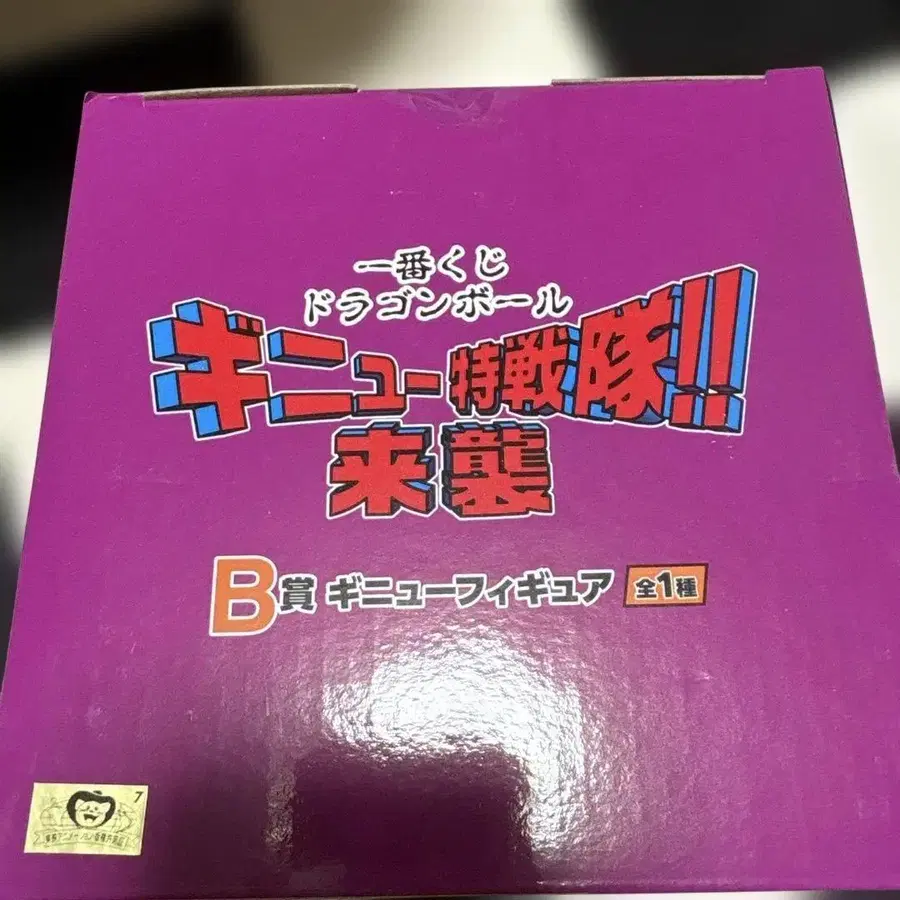 一番くじ
ドラゴンボール
ギニュー特戦隊!!
来襲
B賞 ギニューフィギュア 全1種
7